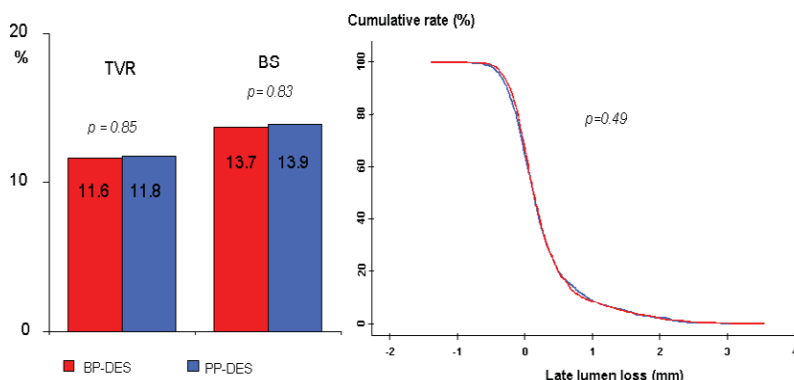 20
%
10
0
TVR
p = 0.85
11.6
11.8
BS
p= 0.83
13.7
13.9
BP-DES
PP-DES
Cumulative rate (%)
100
80
60
40
20
0
p=0.49
-2 -1 0 1 2 3 4
Late lumen loss (mm)